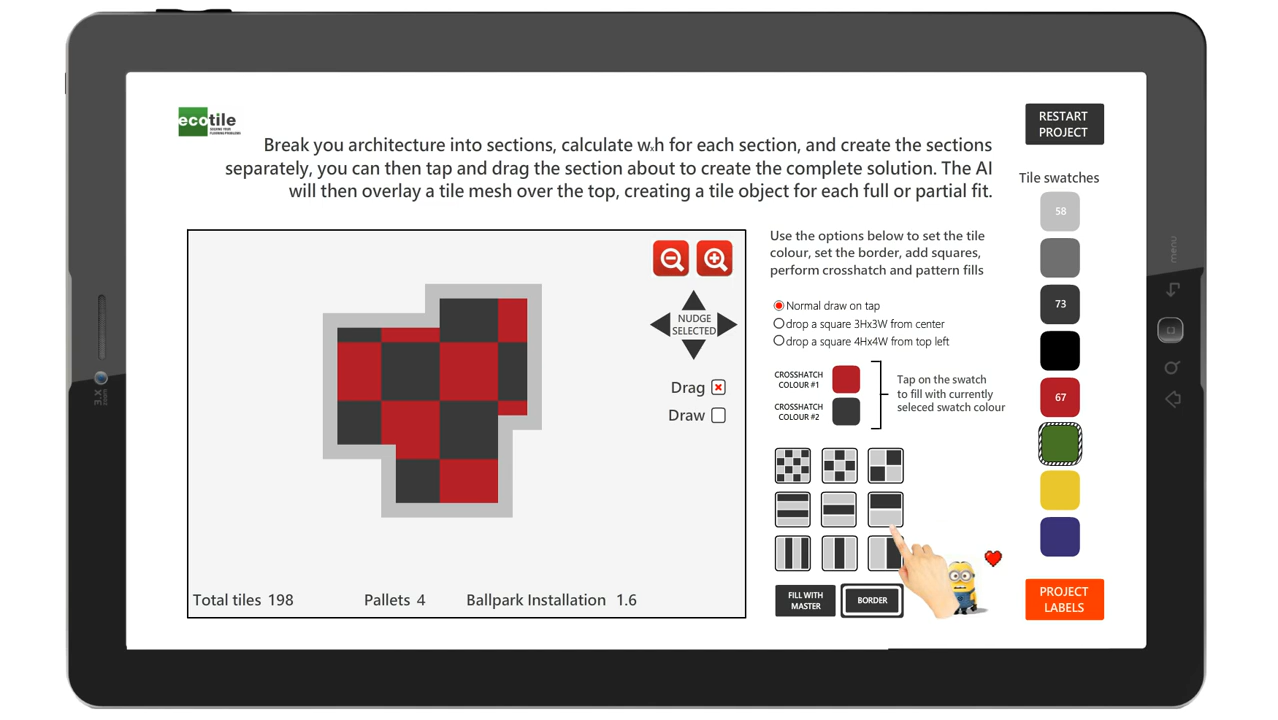 ecotile
RESTART
PROJECT
Break you architecture into sections, calculate wxh for each section, and create the sections
separately, you can then tap and drag the section about to create the complete solution. The AI
will then overlay a tile mesh over the top, creating a tile object for each full or partial fit.
Tile swatches
58
73
67
Use the options below to set the tile
colour, set the border, add squares,
perform crosshatch and pattern fills
NUDGE
SELECTED
Normal draw on tap
drop a square 3Hx3W from center
drop a square 4Hx4W from top left
Drag
Draw
CROSSHATCH
COLOUR #1
CROSSHATCH
COLOUR #2
Tap on the swatch
to fill with currently
seleced swatch colour
Total tiles 198
Pallets 4
Ballpark Installation 1.6
FILL WITH
MASTER
BORDER
PROJECT
LABELS
menu
3.X
zoom